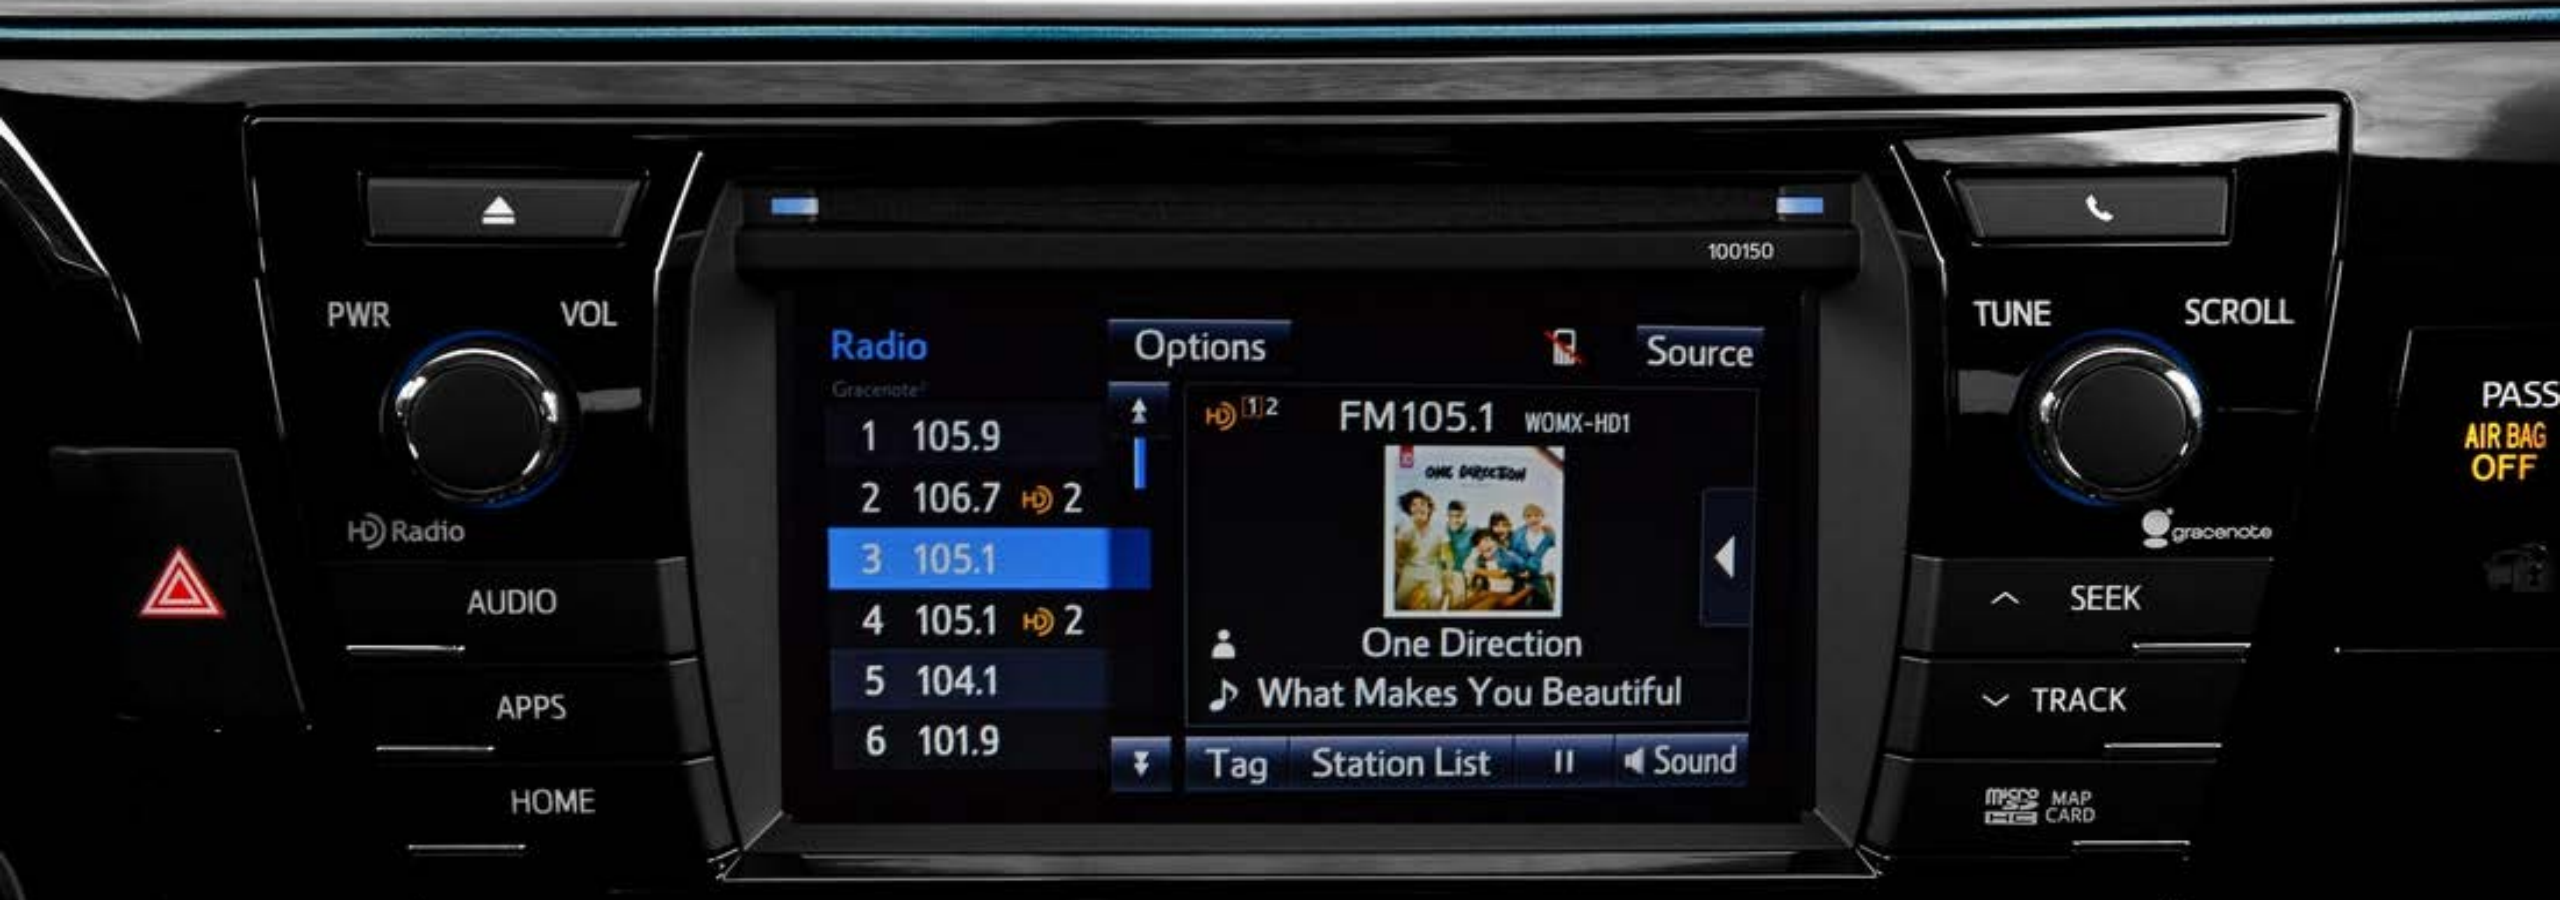 100150
PWR VOL
HD Radio
AUDIO
APPS
HOME
Radio
Options
Source
Gracenote
1 105.9
2 106.7 HD 2
3 105.1
4 105.1 HD 2
5 104.1
6 101.9
HD 1 2 FM 105.1 WOMX-HD1
ONE DIRECTION
One Direction
What Makes You Beautiful
Tag
Station List
Sound
TUNE SCROLL
gracenote
SEEK
TRACK
micro SD HC MAP CARD
PASS
AIR BAG
OFF